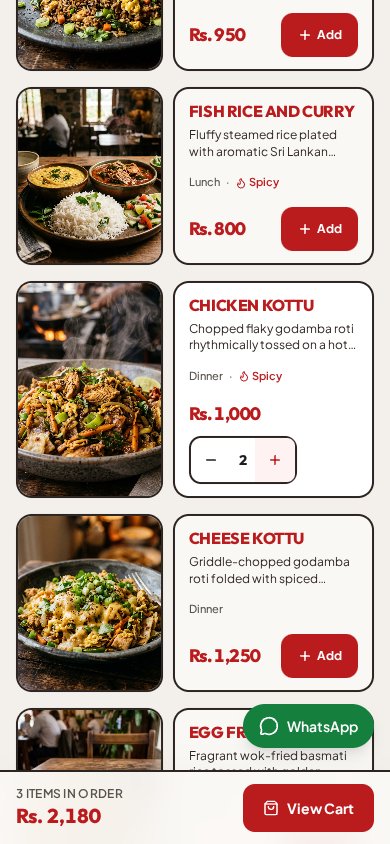 Rs. 950
+ Add
FISH RICE AND CURRY
Fluffy steamed rice plated
with aromatic Sri Lankan...
Lunch · Spicy
Rs. 800
+ Add
CHICKEN KOTTU
Chopped flaky godamba roti
rhythmically tossed on a hot...
Dinner · Spicy
Rs. 1,000
− 2 +
CHEESE KOTTU
Griddle-chopped godamba
roti folded with spiced...
Dinner
Rs. 1,250
+ Add
EGG
WhatsApp
Fragrant wok-fried basmati
3 ITEMS IN ORDER
Rs. 2,180
View Cart